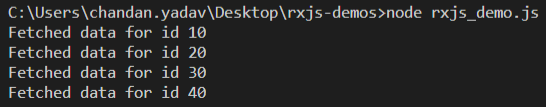 C:\Users\chandan.yadav\Desktop\rxjs-demos>node rxjs_demo.js
Fetched data for id 10
Fetched data for id 20
Fetched data for id 30
Fetched data for id 40